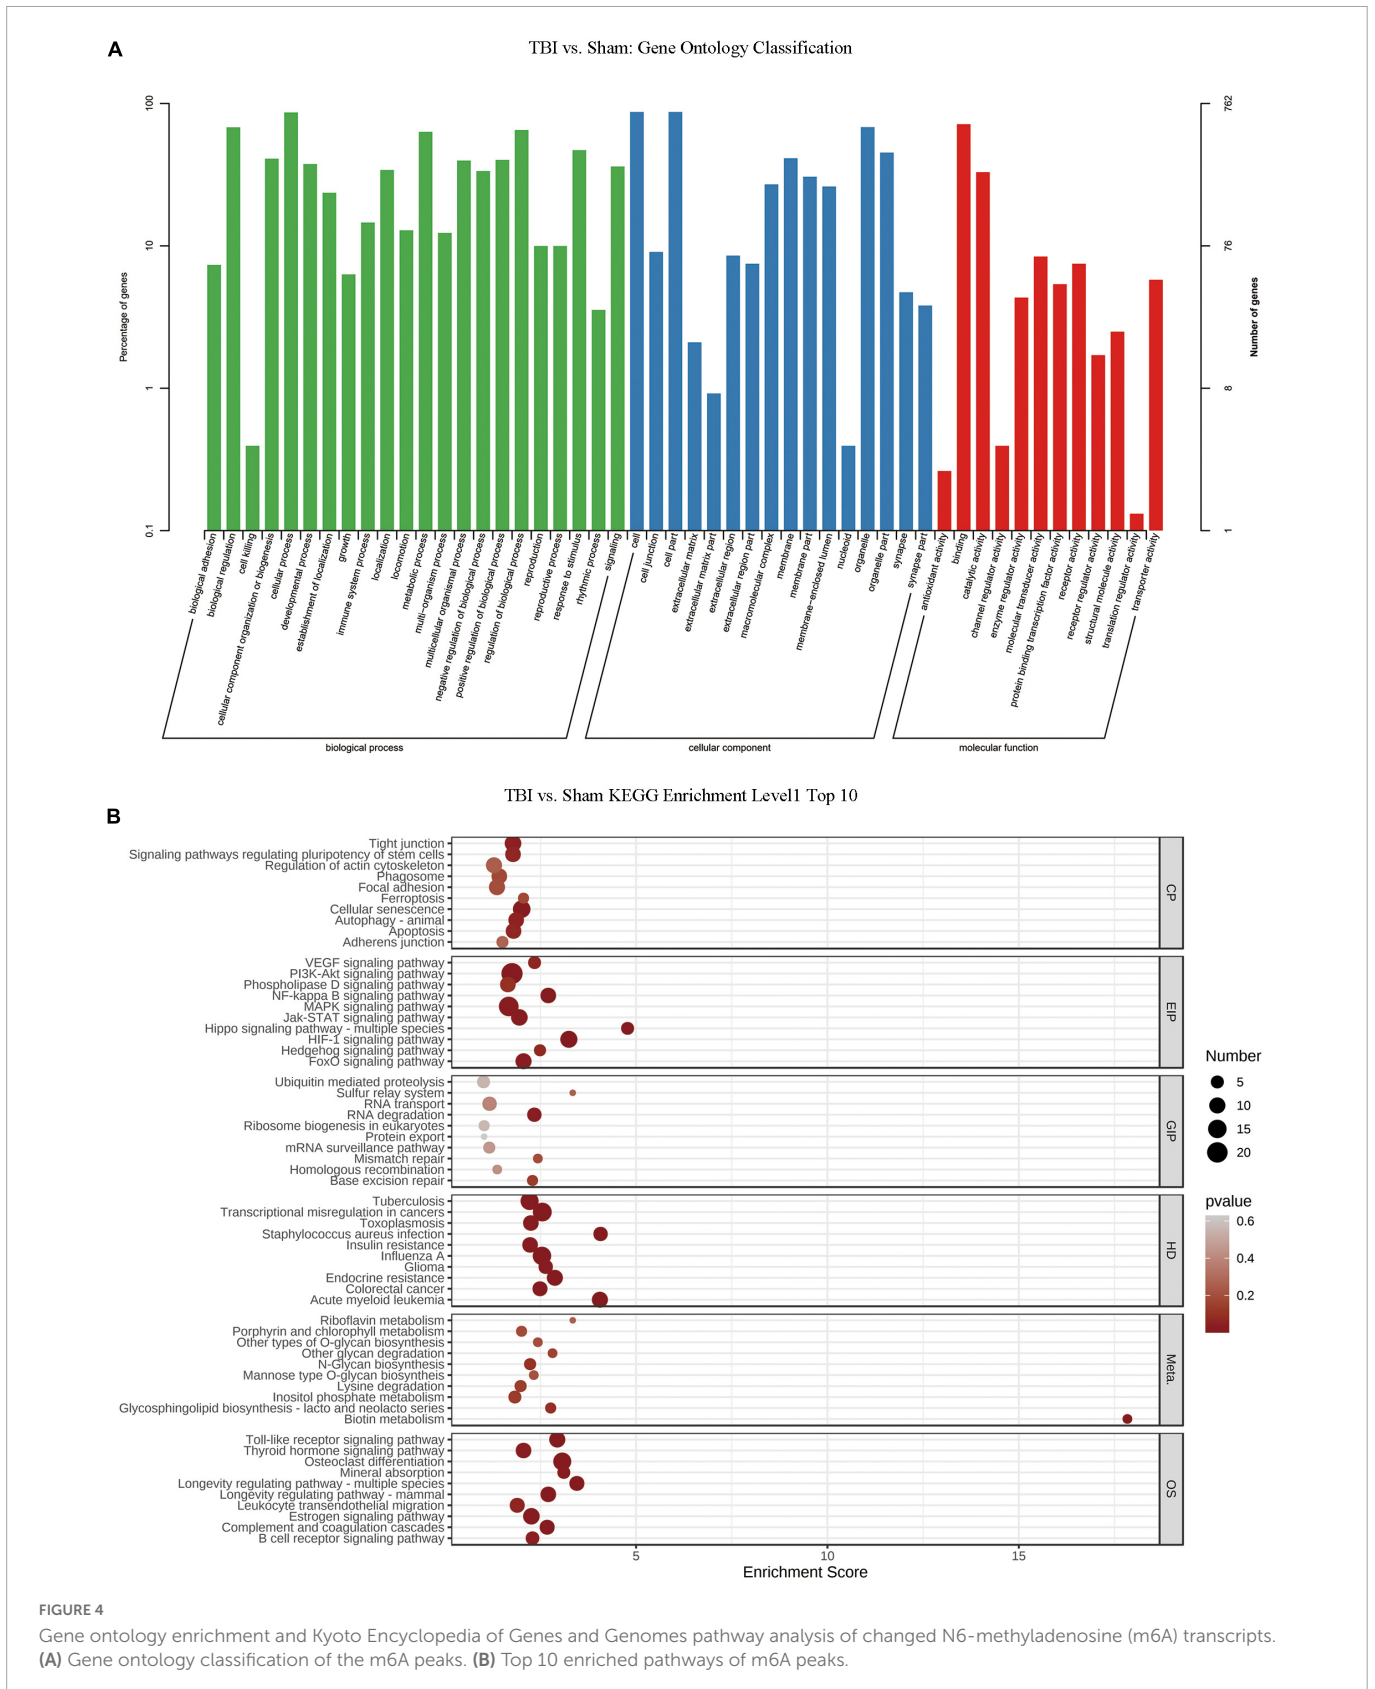 A
TBI vs. Sham: Gene Ontology Classification
Percentage of genes
100
10
1
0.1
Number of genes
762
76
8
1
biological adhesion
biological regulation
cell killing
cellular component organization or biogenesis
cellular process
developmental process
establishment of localization
growth
immune system process
localization
locomotion
metabolic process
multi-organism process
multicellular organismal process
negative regulation of biological process
positive regulation of biological process
regulation of biological process
reproduction
reproductive process
response to stimulus
rhythmic process
signaling
cell
cell junction
cell part
extracellular matrix
extracellular matrix part
extracellular region
extracellular region part
macromolecular complex
membrane
membrane part
membrane-enclosed lumen
nucleoid
organelle
organelle part
synapse
synapse part
antioxidant activity
binding
catalytic activity
channel regulator activity
enzyme regulator activity
molecular transducer activity
protein binding transcription factor activity
receptor activity
receptor regulator activity
structural molecule activity
translation regulator activity
transporter activity
biological process
cellular component
molecular function
TBI vs. Sham KEGG Enrichment Level1 Top 10
B
Tight junction
Signaling pathways regulating pluripotency of stem cells
Regulation of actin cytoskeleton
Phagosome
Focal adhesion
Ferroptosis
Cellular senescence
Autophagy - animal
Apoptosis
Adherens junction
CP
VEGF signaling pathway
PI3K-Akt signaling pathway
Phospholipase D signaling pathway
NF-kappa B signaling pathway
MAPK signaling pathway
Jak-STAT signaling pathway
Hippo signaling pathway - multiple species
HIF-1 signaling pathway
Hedgehog signaling pathway
FoxO signaling pathway
EIP
Ubiquitin mediated proteolysis
Sulfur relay system
RNA transport
RNA degradation
Ribosome biogenesis in eukaryotes
Protein export
mRNA surveillance pathway
Mismatch repair
Homologous recombination
Base excision repair
GIP
Tuberculosis
Transcriptional misregulation in cancers
Toxoplasmosis
Staphylococcus aureus infection
Insulin resistance
Influenza A
Glioma
Endocrine resistance
Colorectal cancer
Acute myeloid leukemia
HD
Riboflavin metabolism
Porphyrin and chlorophyll metabolism
Other types of O-glycan biosynthesis
Other glycan degradation
N-Glycan biosynthesis
Mannose type O-glycan biosyntheis
Lysine degradation
Inositol phosphate metabolism
Glycosphingolipid biosynthesis - lacto and neolacto series
Biotin metabolism
Meta.
Toll-like receptor signaling pathway
Thyroid hormone signaling pathway
Osteoclast differentiation
Mineral absorption
Longevity regulating pathway - multiple species
Longevity regulating pathway - mammal
Leukocyte transendothelial migration
Estrogen signaling pathway
Complement and coagulation cascades
B cell receptor signaling pathway
OS
5
10
15
Enrichment Score
Number
5
10
15
20
pvalue
0.6
0.4
0.2
FIGURE 4
Gene ontology enrichment and Kyoto Encyclopedia of Genes and Genomes pathway analysis of changed N6-methyladenosine (m6A) transcripts.
(A) Gene ontology classification of the m6A peaks. (B) Top 10 enriched pathways of m6A peaks.